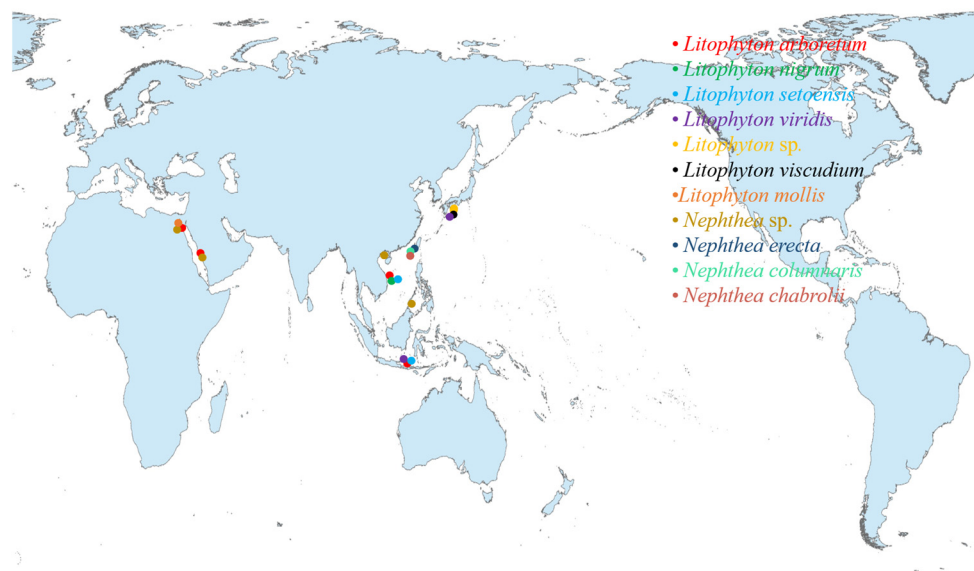 • Litophyton arboretum
• Litophyton nigrum
• Litophyton setoensis
• Litophyton viridis
• Litophyton sp.
• Litophyton viscudium
•Litophyton mollis
• Nephthea sp.
• Nephthea erecta
• Nephthea columnaris
• Nephthea chabrolii